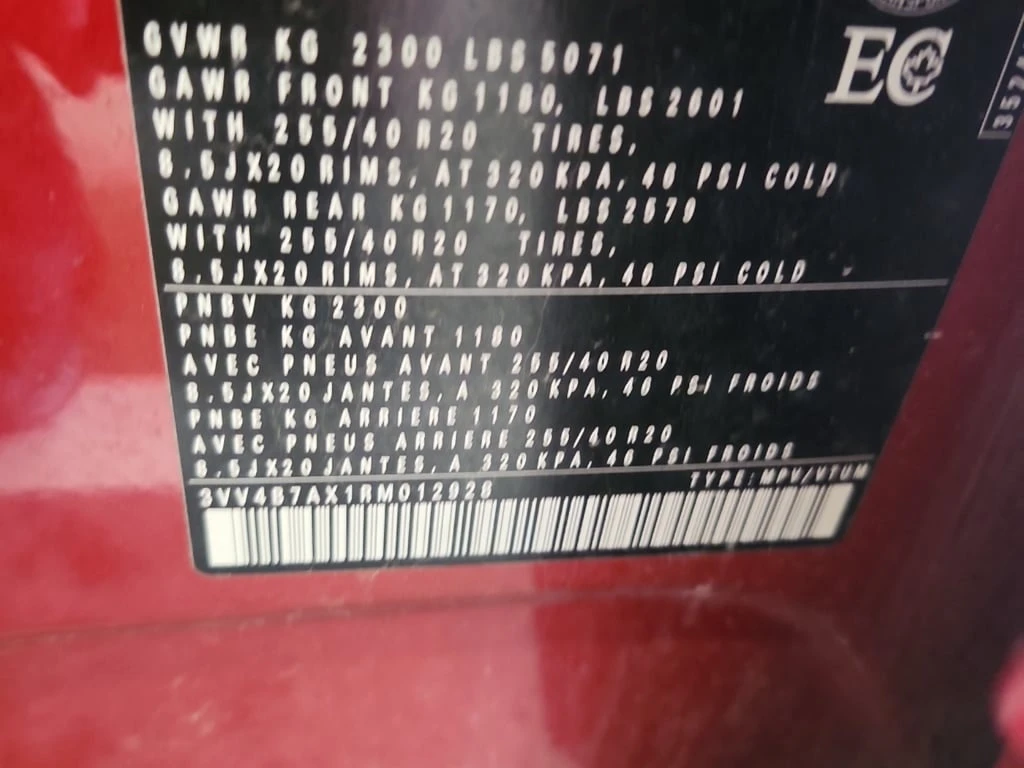 GVWR KG 2300 LBS 5071
EC
GAWR FRONT KG 1180, LBS 2601
WITH 255/40 R20 TIRES,
8.5JX20 RIMS, AT 320 KPA, 46 PSI COLD
GAWR REAR KG 1170, LBS 2579
WITH 255/40 R20 TIRES,
8.5JX20 RIMS, AT 320 KPA, 46 PSI COLD
PNBV KG 2300
PNBE KG AVANT 1180
AVEC PNEUS AVANT 255/40 R20
8.5JX20 JANTES, A 320 KPA, 46 PSI FROIDS
PNBE KG ARRIERE 1170
AVEC PNEUS ARRIERE 255/40 R20
8.5JX20 JANTES, A 320 KPA, 46 PSI FROIDS
TYPE: MPV/VTUM
3VV4B7AX1RM012928